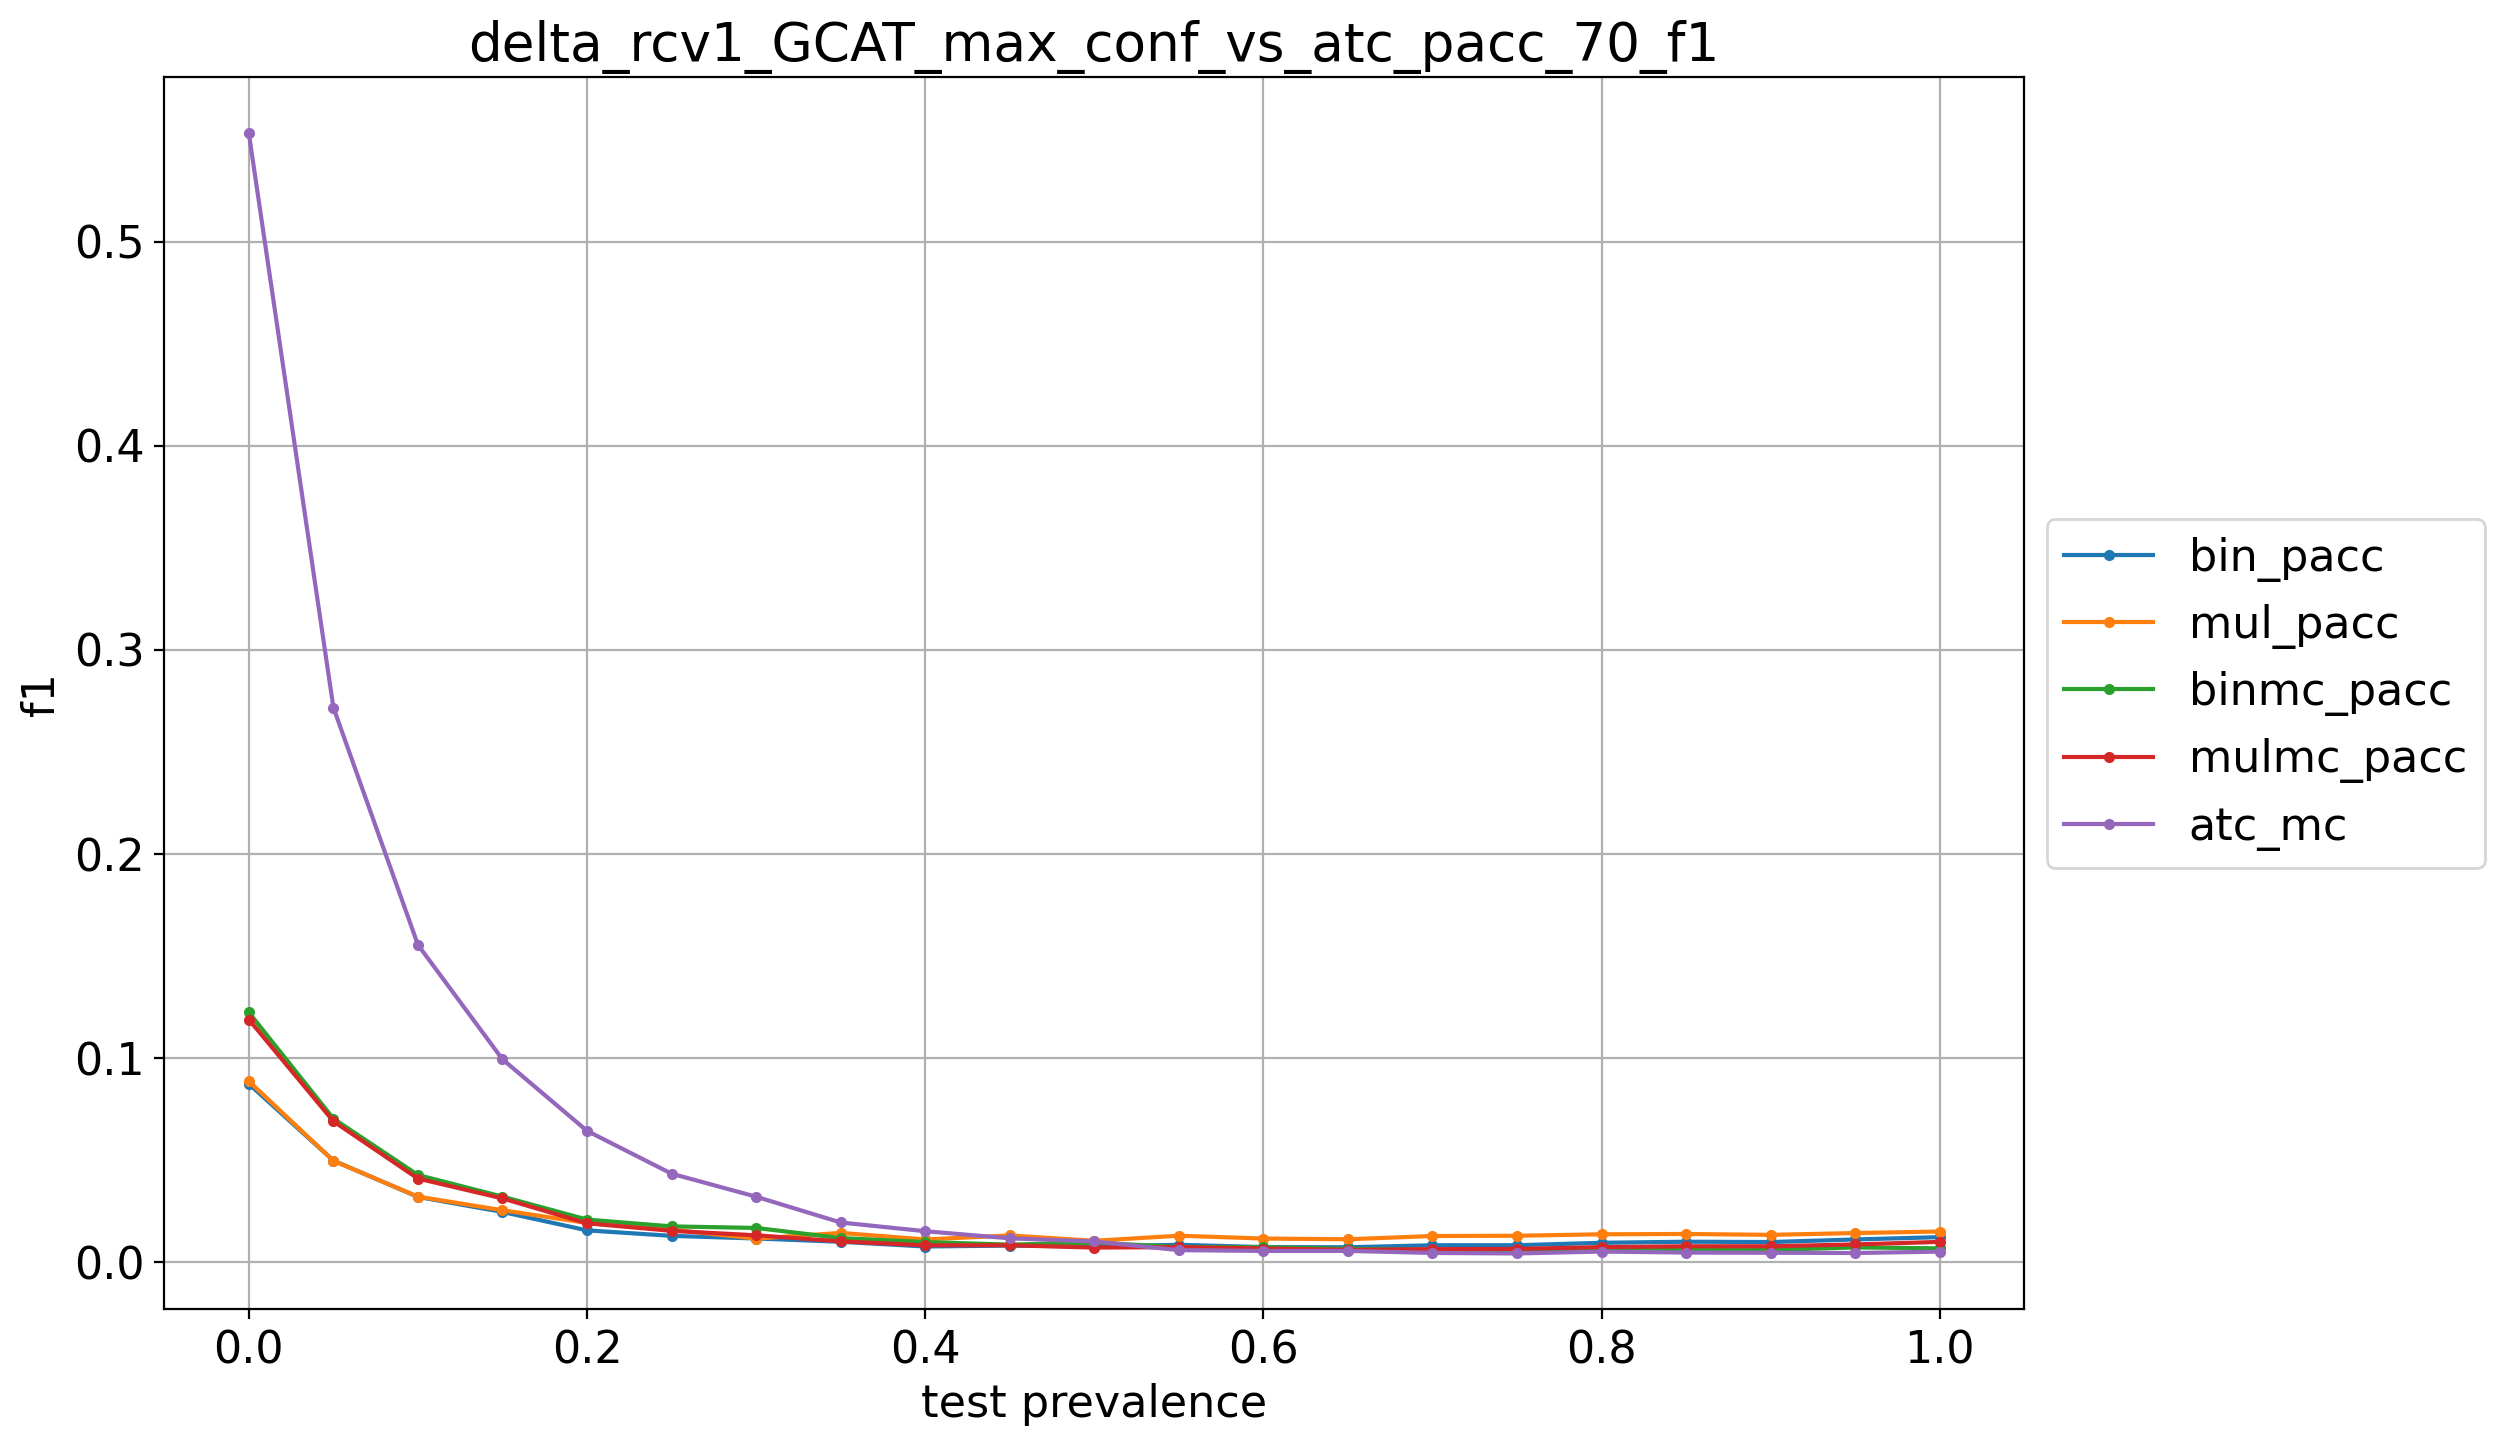 delta_rcv1_GCAT_max_conf_vs_atc_pacc_70_f1
0.5
0.4
0.3
0.2
0.1
0.0
f1
0.0 0.2 0.4 0.6 0.8 1.0
test prevalence
bin_pacc
mul_pacc
binmc_pacc
mulmc_pacc
atc_mc